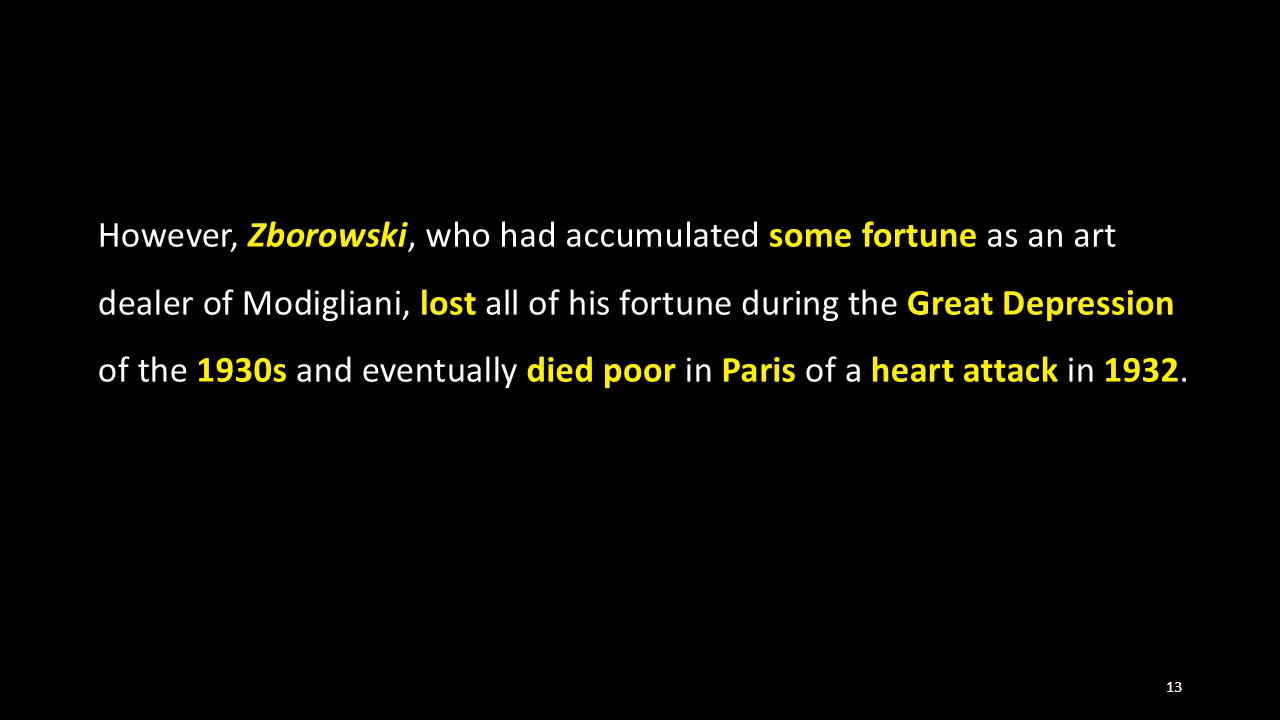 However, Zborowski, who had accumulated some fortune as an art
dealer of Modigliani, lost all of his fortune during the Great Depression
of the 1930s and eventually died poor in Paris of a heart attack in 1932.
13